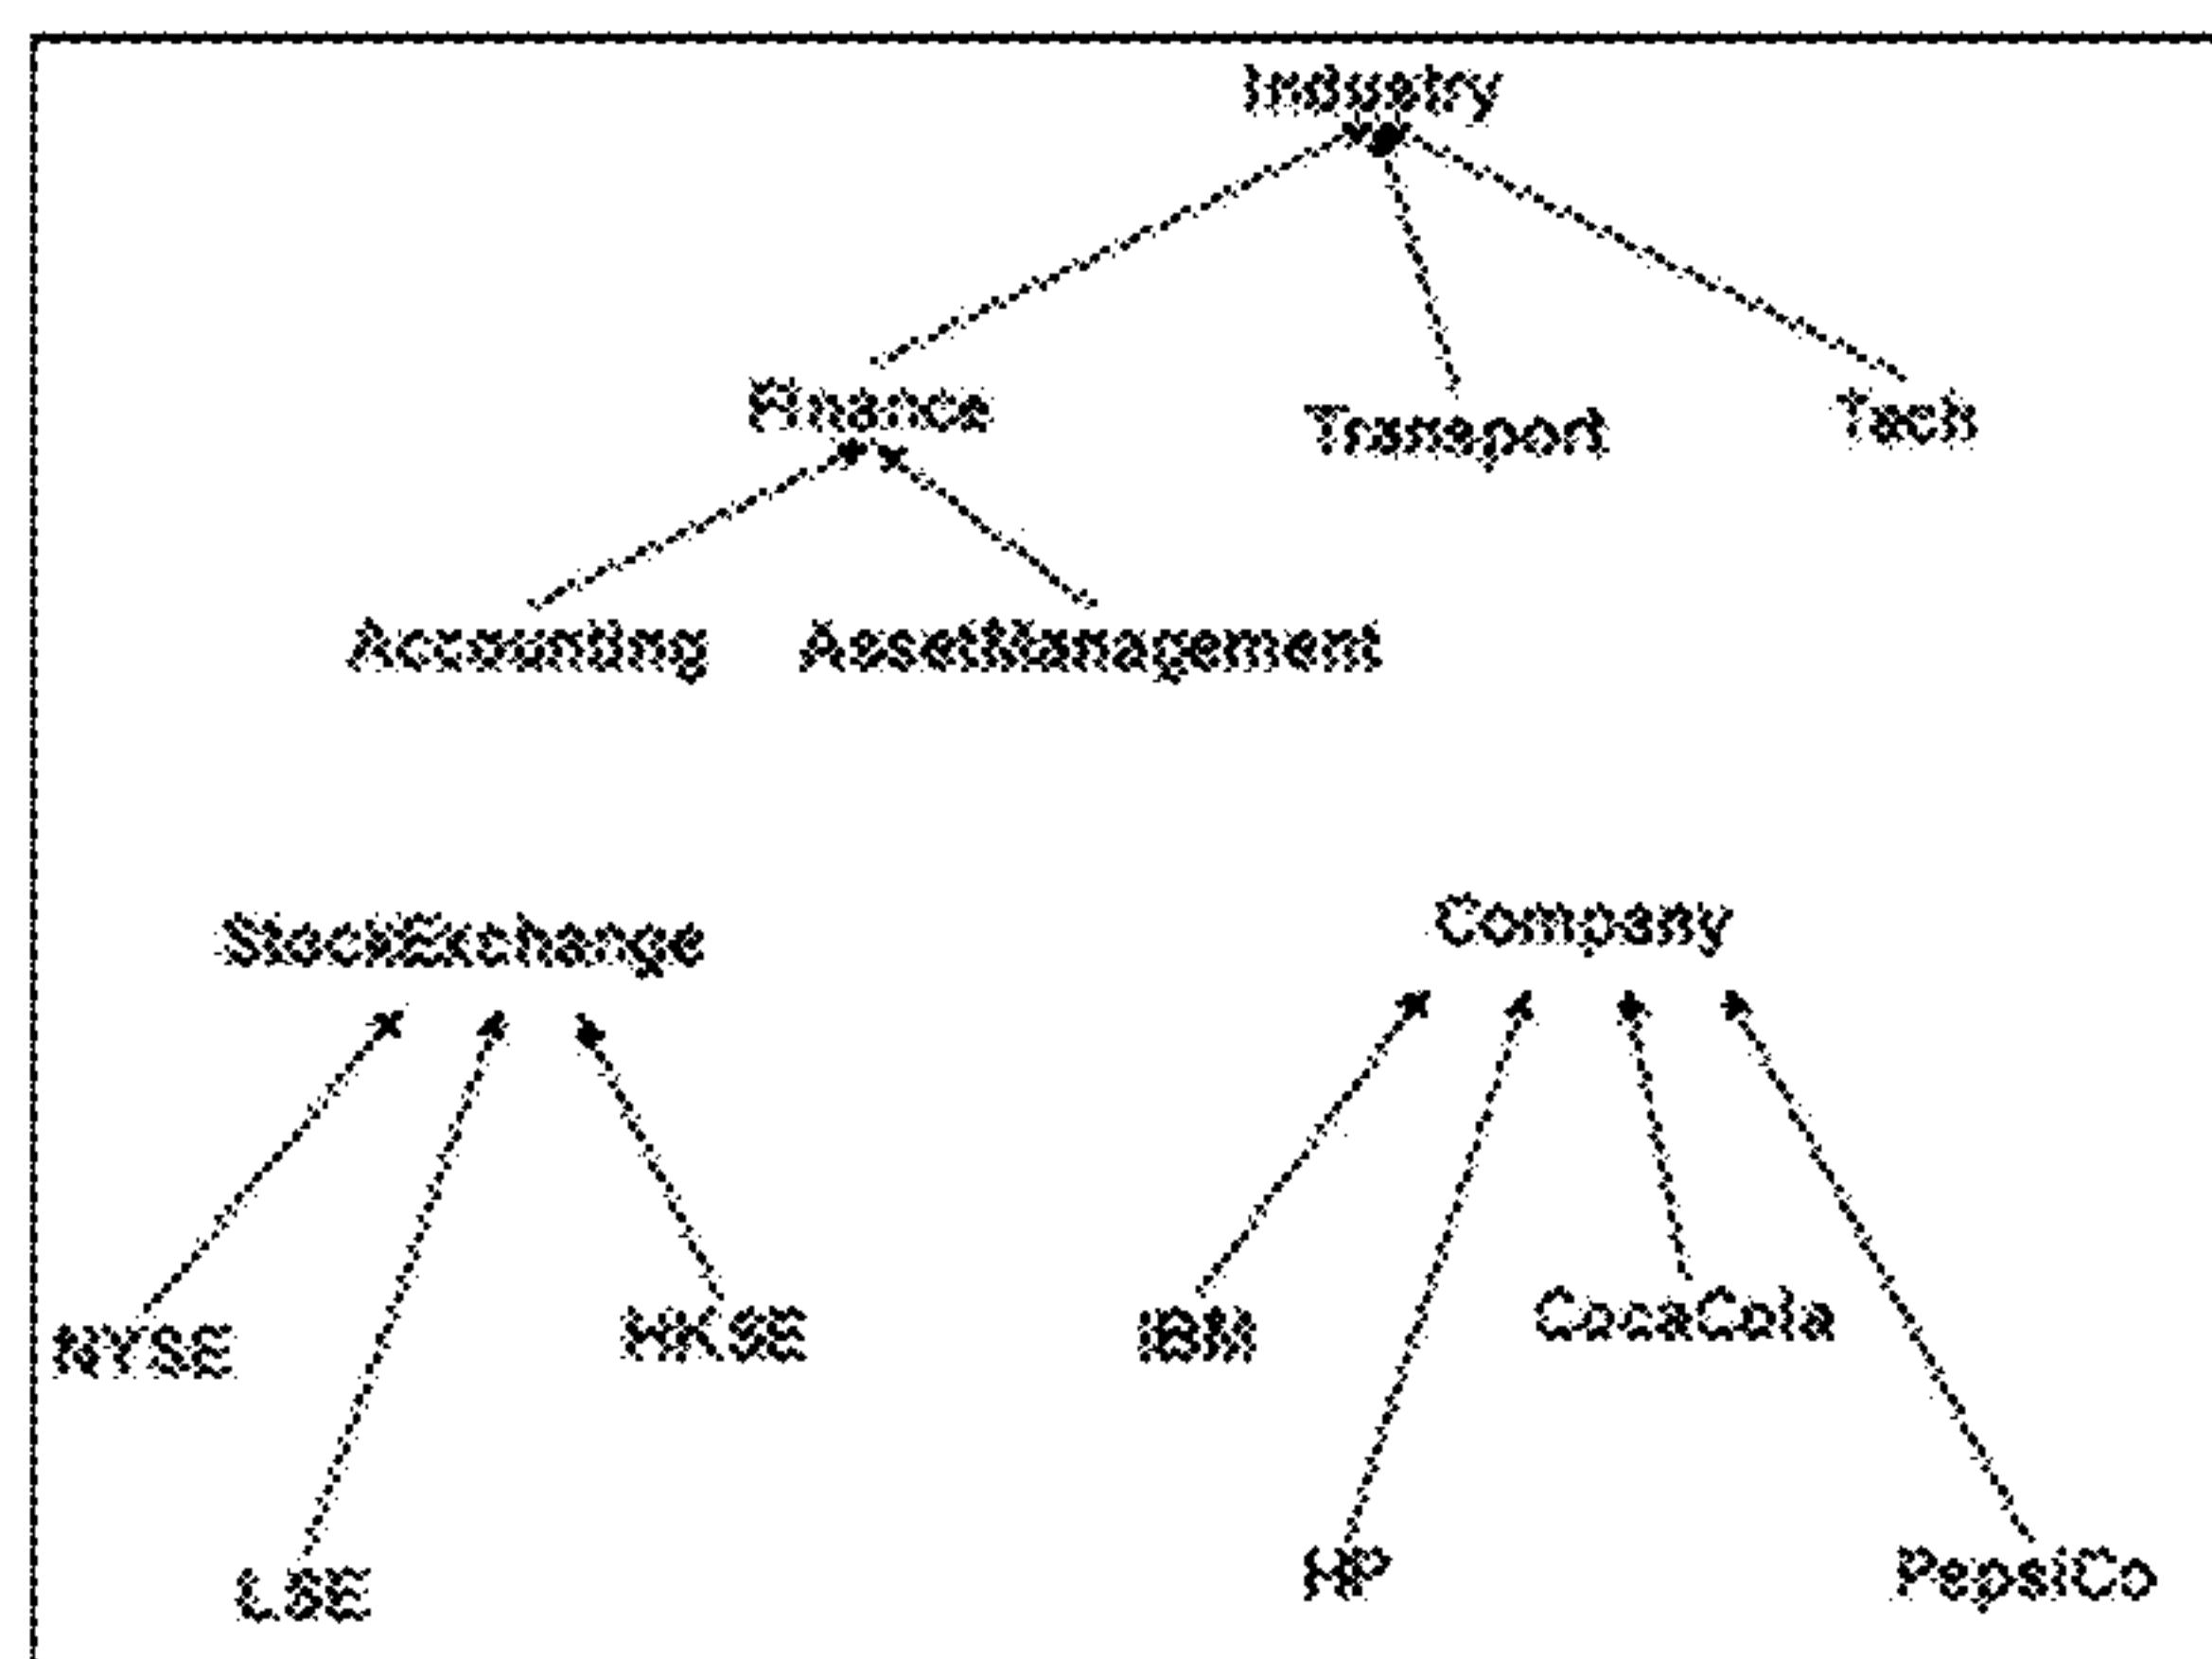 Industry
Finance Transport Tech
Accounting AssetManagement
StockExchange Company
NYSE HKSE IBM CocaCola
LSE HP PepsiCo